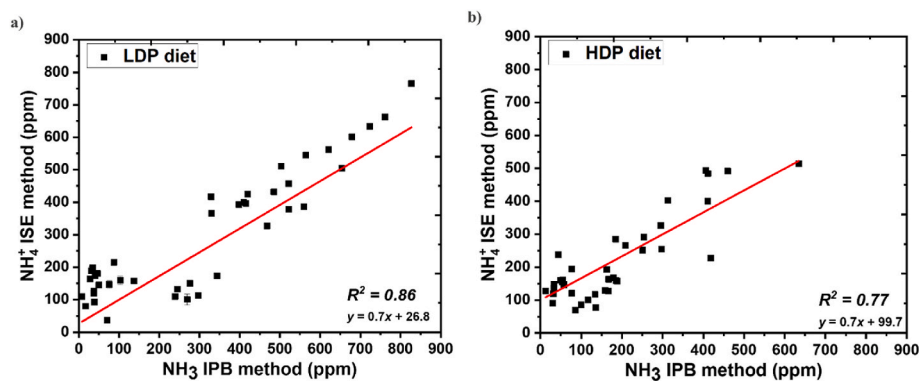 a)
LDP diet
NH₄⁺ ISE method (ppm)
900
800
700
600
500
400
300
200
100
0
R² = 0.86
y = 0.7x + 26.8
0 100 200 300 400 500 600 700 800 900
NH₃ IPB method (ppm)
b)
HDP diet
NH₄⁺ ISE method (ppm)
900
800
700
600
500
400
300
200
100
0
R² = 0.77
y = 0.7x + 99.7
0 100 200 300 400 500 600 700 800 900
NH₃ IPB method (ppm)